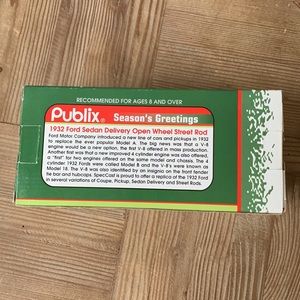 RECOMMENDED FOR AGES 8 AND OVER
Publix® Season's Greetings
1932 Ford Sedan Delivery Open Wheel Street Rod
Ford Motor Company introduced a new line of cars and pickups in 1932
to replace the ever popular Model A. The big news was that a V-8
engine would be a new option, the first V-8 offered in mass production.
Another first was that a new improved 4 cylinder engine was also offered,
a "first" for two engines offered on the same model and chassis. The 4
cylinder 1932 Fords were called Model B and the V-8's were known as
Model 18. The V-8 was also identified by an insignia on the front fender
tie bar and hubcaps. SpecCast is proud to offer a replica of the 1932 Ford
in several variations of Coupe, Pickup, Sedan Delivery and Street Rods.